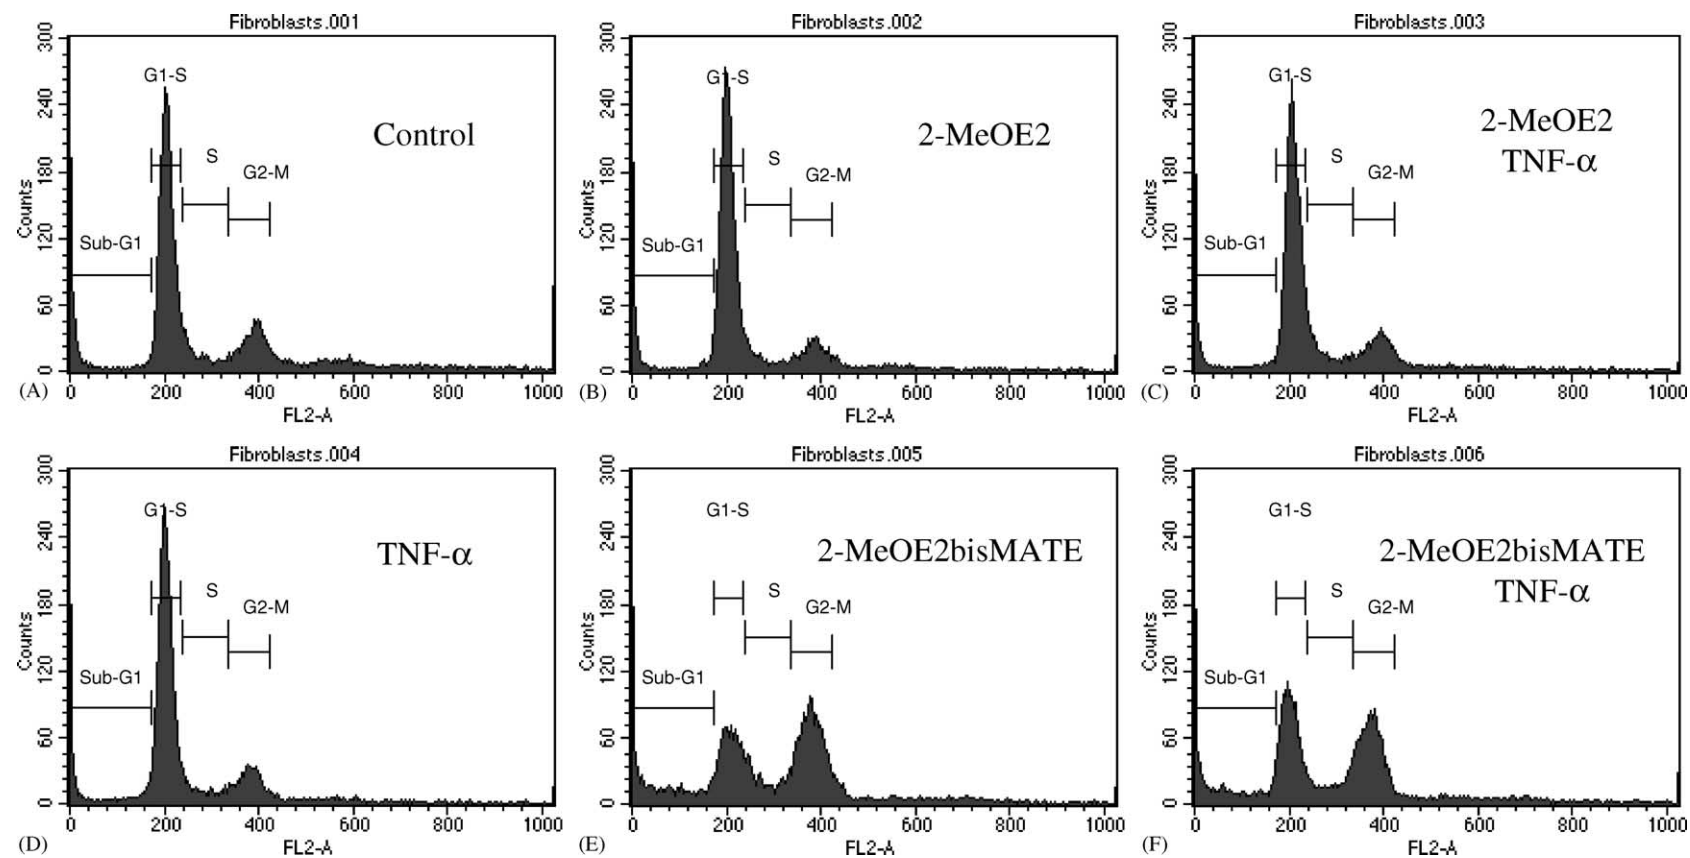 Fibroblasts.001
300
240
180
120
60
0
Counts
G1-S
S
G2-M
Sub-G1
Control
0 200 400 600 800 1000
FL2-A
(A)
Fibroblasts.002
300
240
180
120
60
0
Counts
G1-S
S
G2-M
Sub-G1
2-MeOE2
0 200 400 600 800 1000
FL2-A
(B)
Fibroblasts.003
300
240
180
120
60
0
Counts
G1-S
S
G2-M
Sub-G1
2-MeOE2
TNF-α
0 200 400 600 800 1000
FL2-A
(C)
Fibroblasts.004
300
240
180
120
60
0
Counts
G1-S
S
G2-M
Sub-G1
TNF-α
0 200 400 600 800 1000
FL2-A
(D)
Fibroblasts.005
300
240
180
120
60
0
Counts
G1-S
S
G2-M
Sub-G1
2-MeOE2bisMATE
0 200 400 600 800 1000
FL2-A
(E)
Fibroblasts.006
300
240
180
120
60
0
Counts
G1-S
S
G2-M
Sub-G1
2-MeOE2bisMATE
TNF-α
0 200 400 600 800 1000
FL2-A
(F)